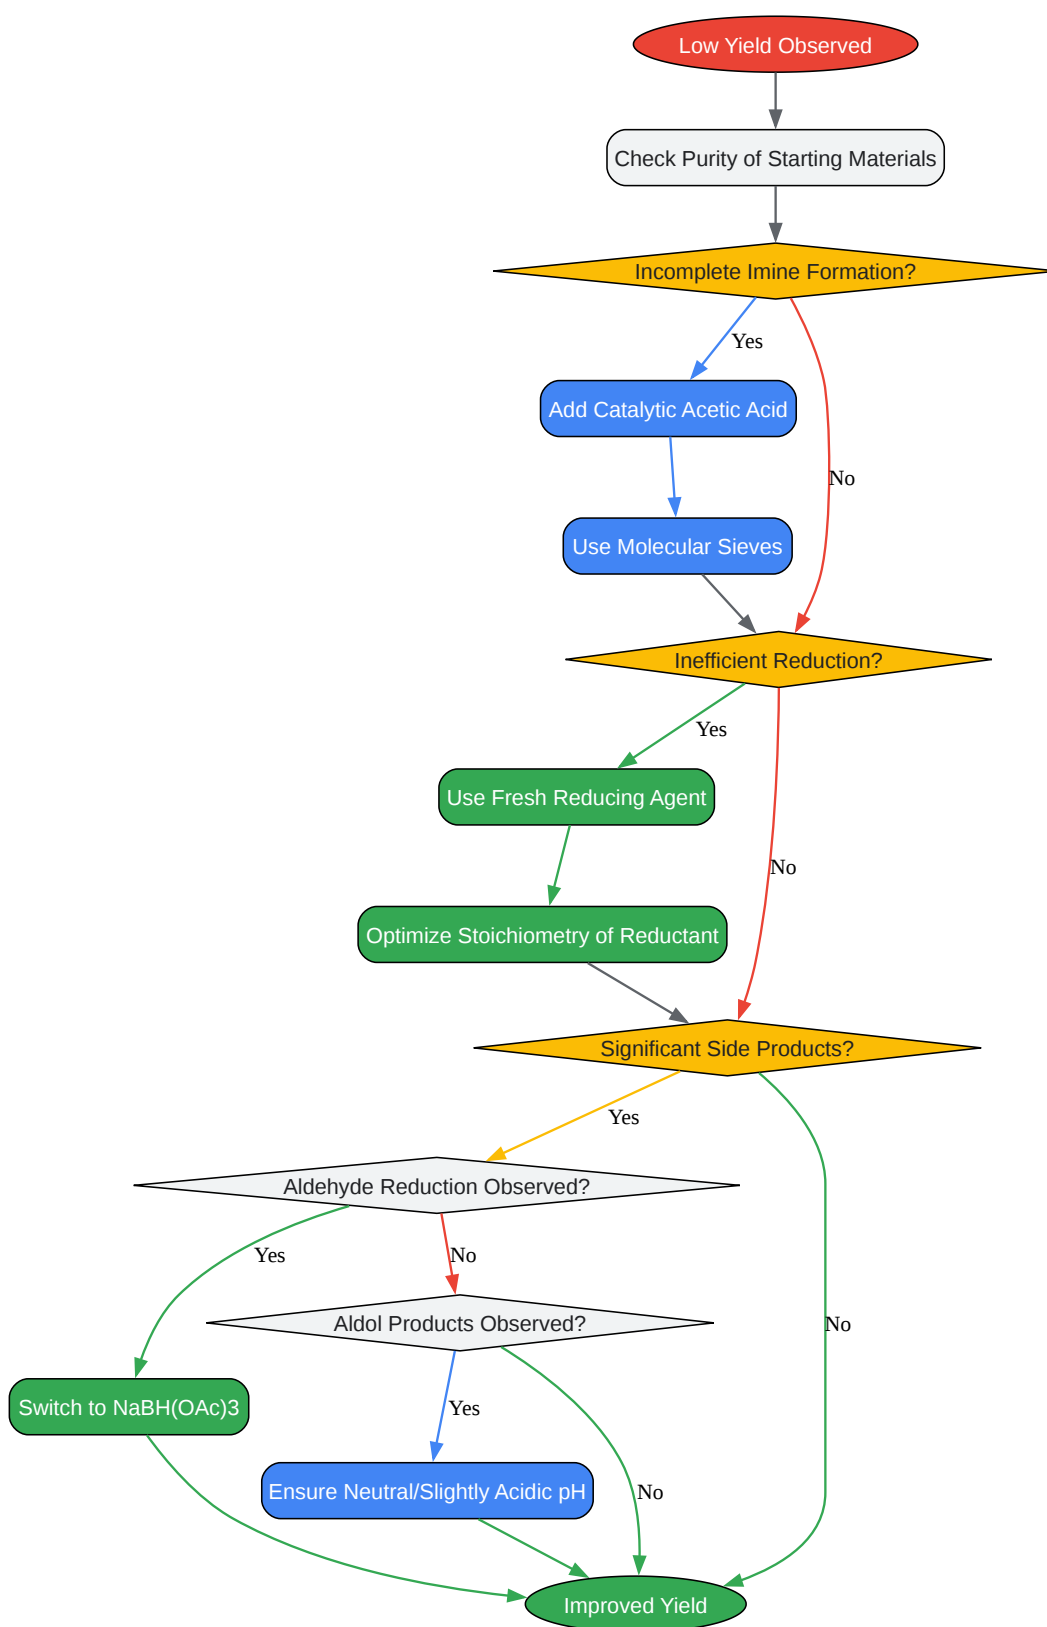 Low Yield Observed
Check Purity of Starting Materials
Incomplete Imine Formation?
Yes
Add Catalytic Acetic Acid
No
Use Molecular Sieves
Inefficient Reduction?
Yes
Use Fresh Reducing Agent
No
Optimize Stoichiometry of Reductant
Significant Side Products?
Yes
Aldehyde Reduction Observed?
Yes
No
Aldol Products Observed?
No
Switch to NaBH(OAc)3
Yes
Ensure Neutral/Slightly Acidic pH
No
Improved Yield